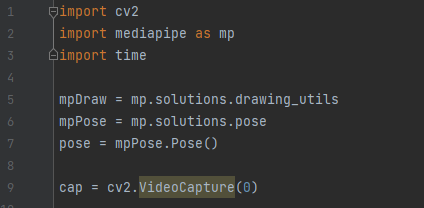 1 import cv2
2 import mediapipe as mp
3 import time
4
5 mpDraw = mp.solutions.drawing_utils
6 mpPose = mp.solutions.pose
7 pose = mpPose.Pose()
8
9 cap = cv2.VideoCapture(0)